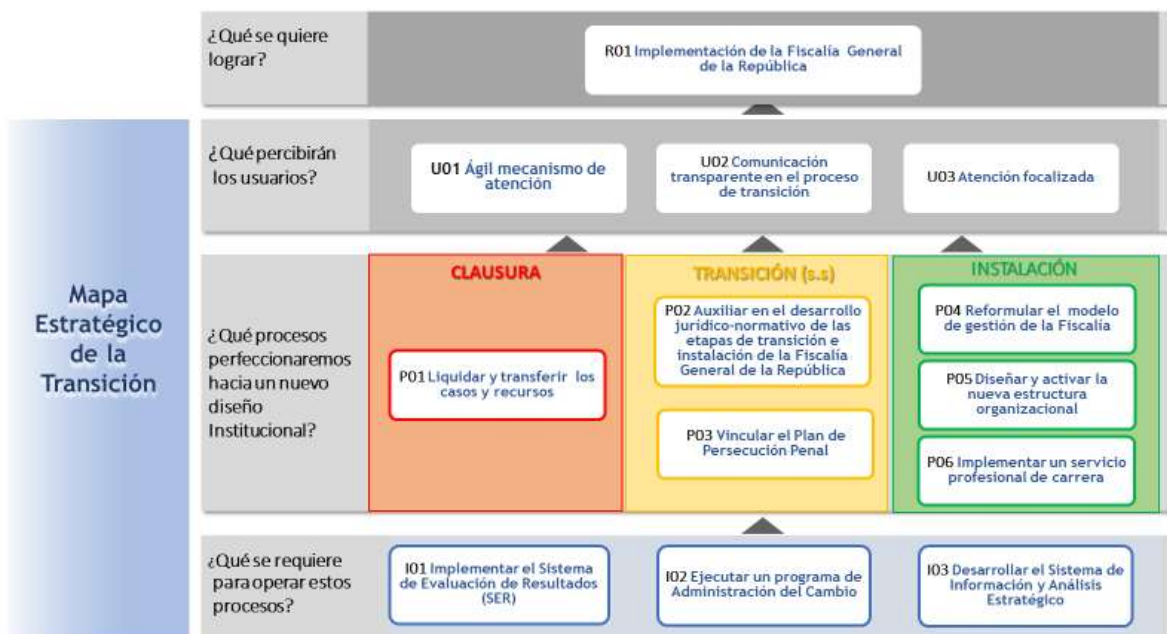 Mapa
Estratégico
de la
Transición
¿Qué se quiere
lograr?
R01 Implementación de la Fiscalía General
de la República
¿Qué percibirán
los usuarios?
U01 Ágil mecanismo de
atención
U02 Comunicación
transparente en el proceso
de transición
U03 Atención focalizada
¿Qué procesos
perfeccionaremos
hacia un nuevo
diseño
Institucional?
CLAUSURA
P01 Liquidar y transferir los
casos y recursos
TRANSICIÓN (s.s)
P02 Auxiliar en el desarrollo
jurídico-normativo de las
etapas de transición e
instalación de la Fiscalía
General de la República
P03 Vincular el Plan de
Persecución Penal
INSTALACIÓN
P04 Reformular el modelo
de gestión de la Fiscalía
P05 Diseñar y activar la
nueva estructura
organizacional
P06 Implementar un servicio
profesional de carrera
¿Qué se requiere
para operar estos
procesos?
I01 Implementar el Sistema
de Evaluación de Resultados
(SER)
I02 Ejecutar un programa de
Administración del Cambio
I03 Desarrollar el Sistema de
Información y Análisis
Estratégico